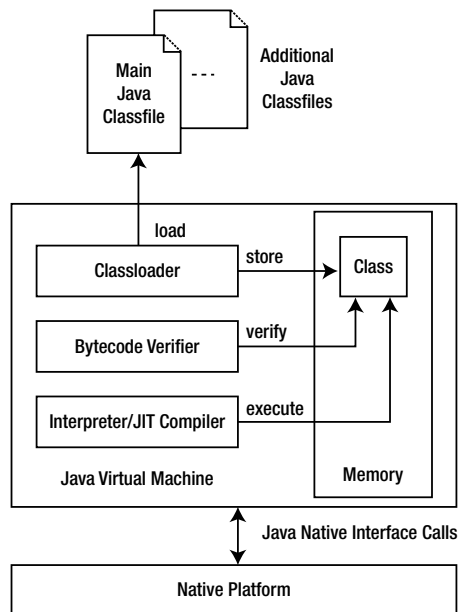 Main
Java
Classfile
Additional
Java
Classfiles
load
Classloader
store
Class
Bytecode Verifier
verify
Interpreter/JIT Compiler
execute
Java Virtual Machine
Memory
Java Native Interface Calls
Native Platform